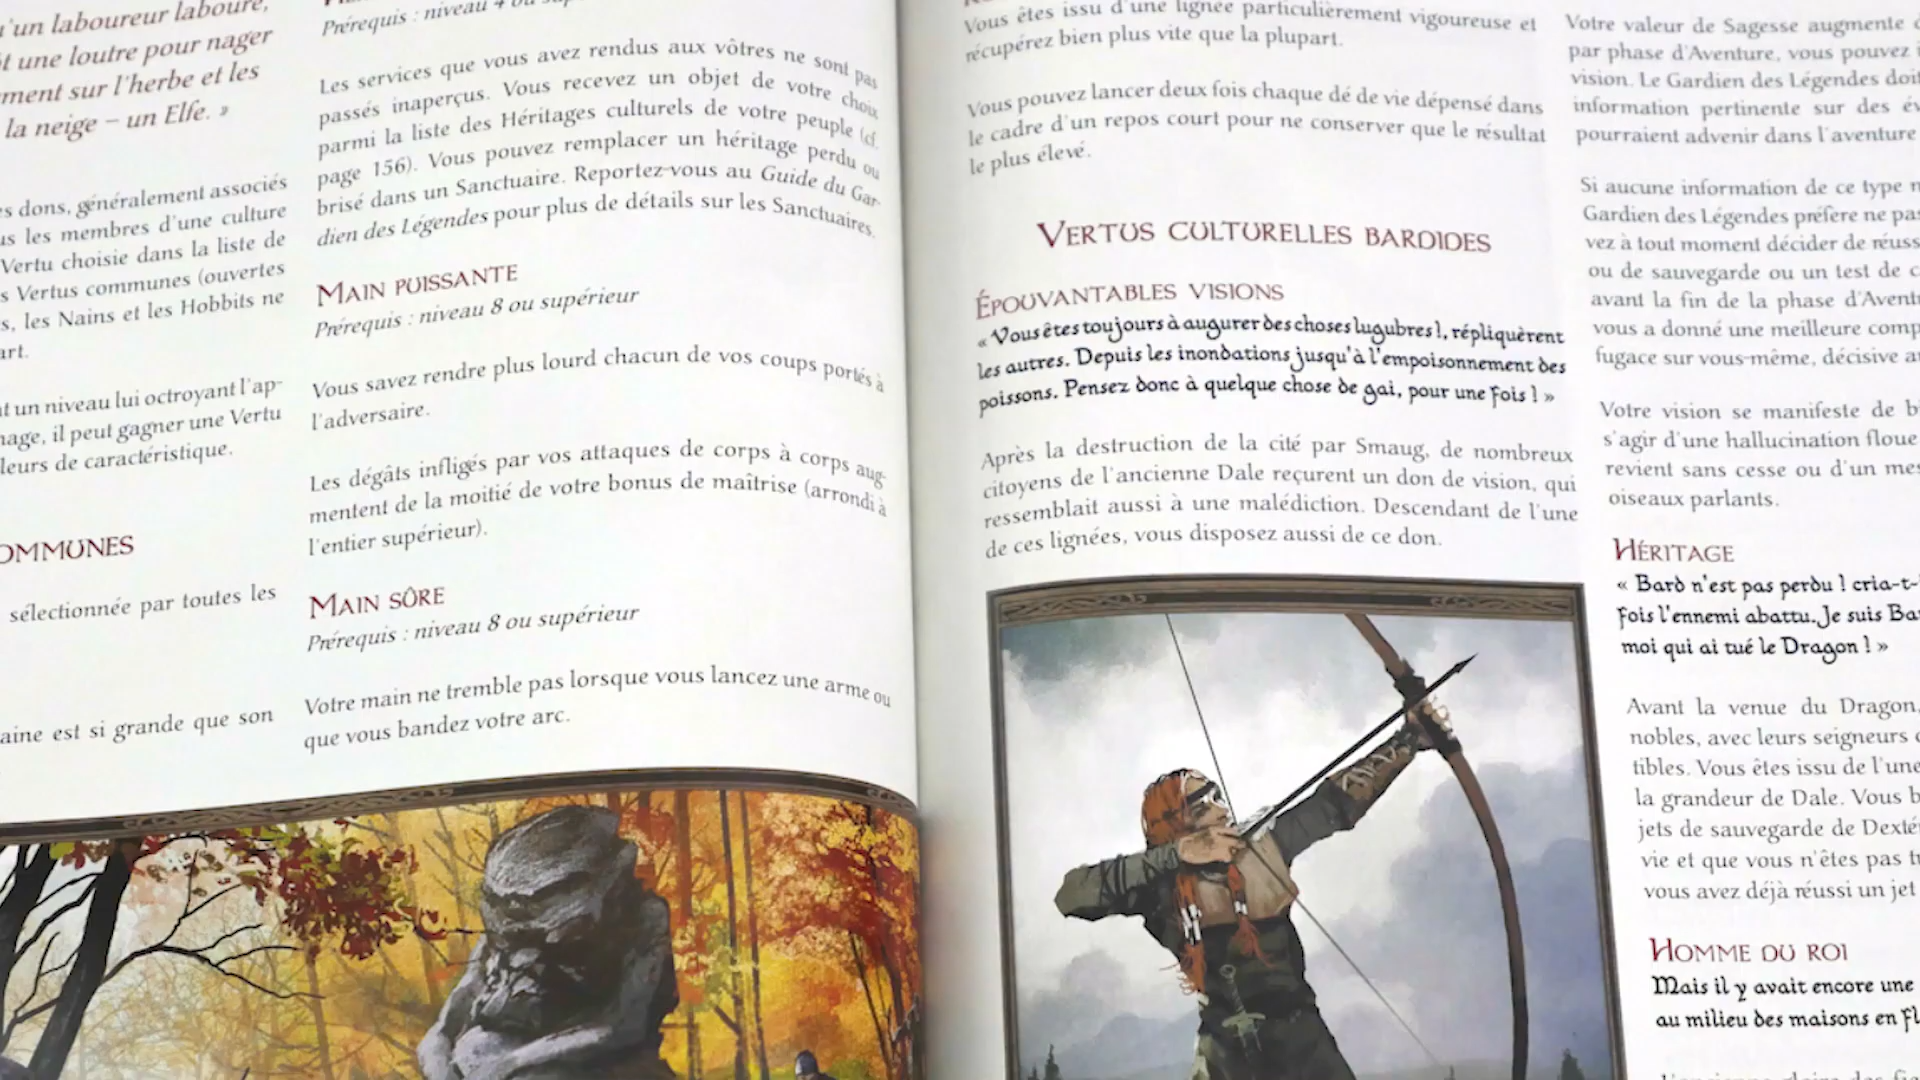 'un laboureur laboure,
une loutre pour nager
ment sur l'herbe et les
la neige – un Elfe. »
s dons, généralement associés
us les membres d'une culture
Vertu choisie dans la liste de
s Vertus communes (ouvertes
s, les Nains et les Hobbits ne
art.
t un niveau lui octroyant l'ap-
nage, il peut gagner une Vertu
leurs de caractéristique.
OMMUNES
sélectionnée par toutes les
aine est si grande que son
Prérequis : niveau 4 ou
Les services que vous avez rendus aux vôtres ne sont pas
passés inaperçus. Vous recevez un objet de votre choix
parmi la liste des Héritages culturels de votre peuple (cf.
page 156). Vous pouvez remplacer un héritage perdu ou
brisé dans un Sanctuaire. Reportez-vous au Guide du Gar-
dien des Légendes pour plus de détails sur les Sanctuaires.
Main puissante
Prérequis : niveau 8 ou supérieur
Vous savez rendre plus lourd chacun de vos coups portés à
l'adversaire.
Les dégâts infligés par vos attaques de corps à corps aug-
mentent de la moitié de votre bonus de maîtrise (arrondi à
l'entier supérieur).
Main sûre
Prérequis : niveau 8 ou supérieur
Votre main ne tremble pas lorsque vous lancez une arme ou
que vous bandez votre arc.
Vous êtes issu d'une lignée particulièrement vigoureuse et
récupérez bien plus vite que la plupart.
Vous pouvez lancer deux fois chaque dé de vie dépensé dans
le cadre d'un repos court pour ne conserver que le résultat
le plus élevé.
Vertus culturelles bardides
Épouvantables visions
« Vous êtes toujours à augurer des choses lugubres !, répliquèrent
les autres. Depuis les inondations jusqu'à l'empoisonnement des
poissons. Pensez donc à quelque chose de gai, pour une fois ! »
Après la destruction de la cité par Smaug, de nombreux
citoyens de l'ancienne Dale reçurent un don de vision, qui
ressemblait aussi à une malédiction. Descendant de l'une
de ces lignées, vous disposez aussi de ce don.
Votre valeur de Sagesse augmente
par phase d'Aventure, vous pouvez
vision. Le Gardien des Légendes doit
information pertinente sur des év
pourraient advenir dans l'aventure
Si aucune information de ce type n
Gardien des Légendes préfère ne pas
vez à tout moment décider de réuss
ou de sauvegarde ou un test de c
avant la fin de la phase d'Avent
vous a donné une meilleure comp
fugace sur vous-même, décisive a
Votre vision se manifeste de b
s'agir d'une hallucination floue
revient sans cesse ou d'un mes
oiseaux parlants.
Héritage
« Bard n'est pas perdu ! cria-t-
fois l'ennemi abattu. Je suis Ba
moi qui ai tué le Dragon ! »
Avant la venue du Dragon,
nobles, avec leurs seigneurs
tibles. Vous êtes issu de l'une
la grandeur de Dale. Vous b
jets de sauvegarde de Dexté
vie et que vous n'êtes pas
vous avez déjà réussi un jet
Homme du roi
Mais il y avait encore une
au milieu des maisons en fl